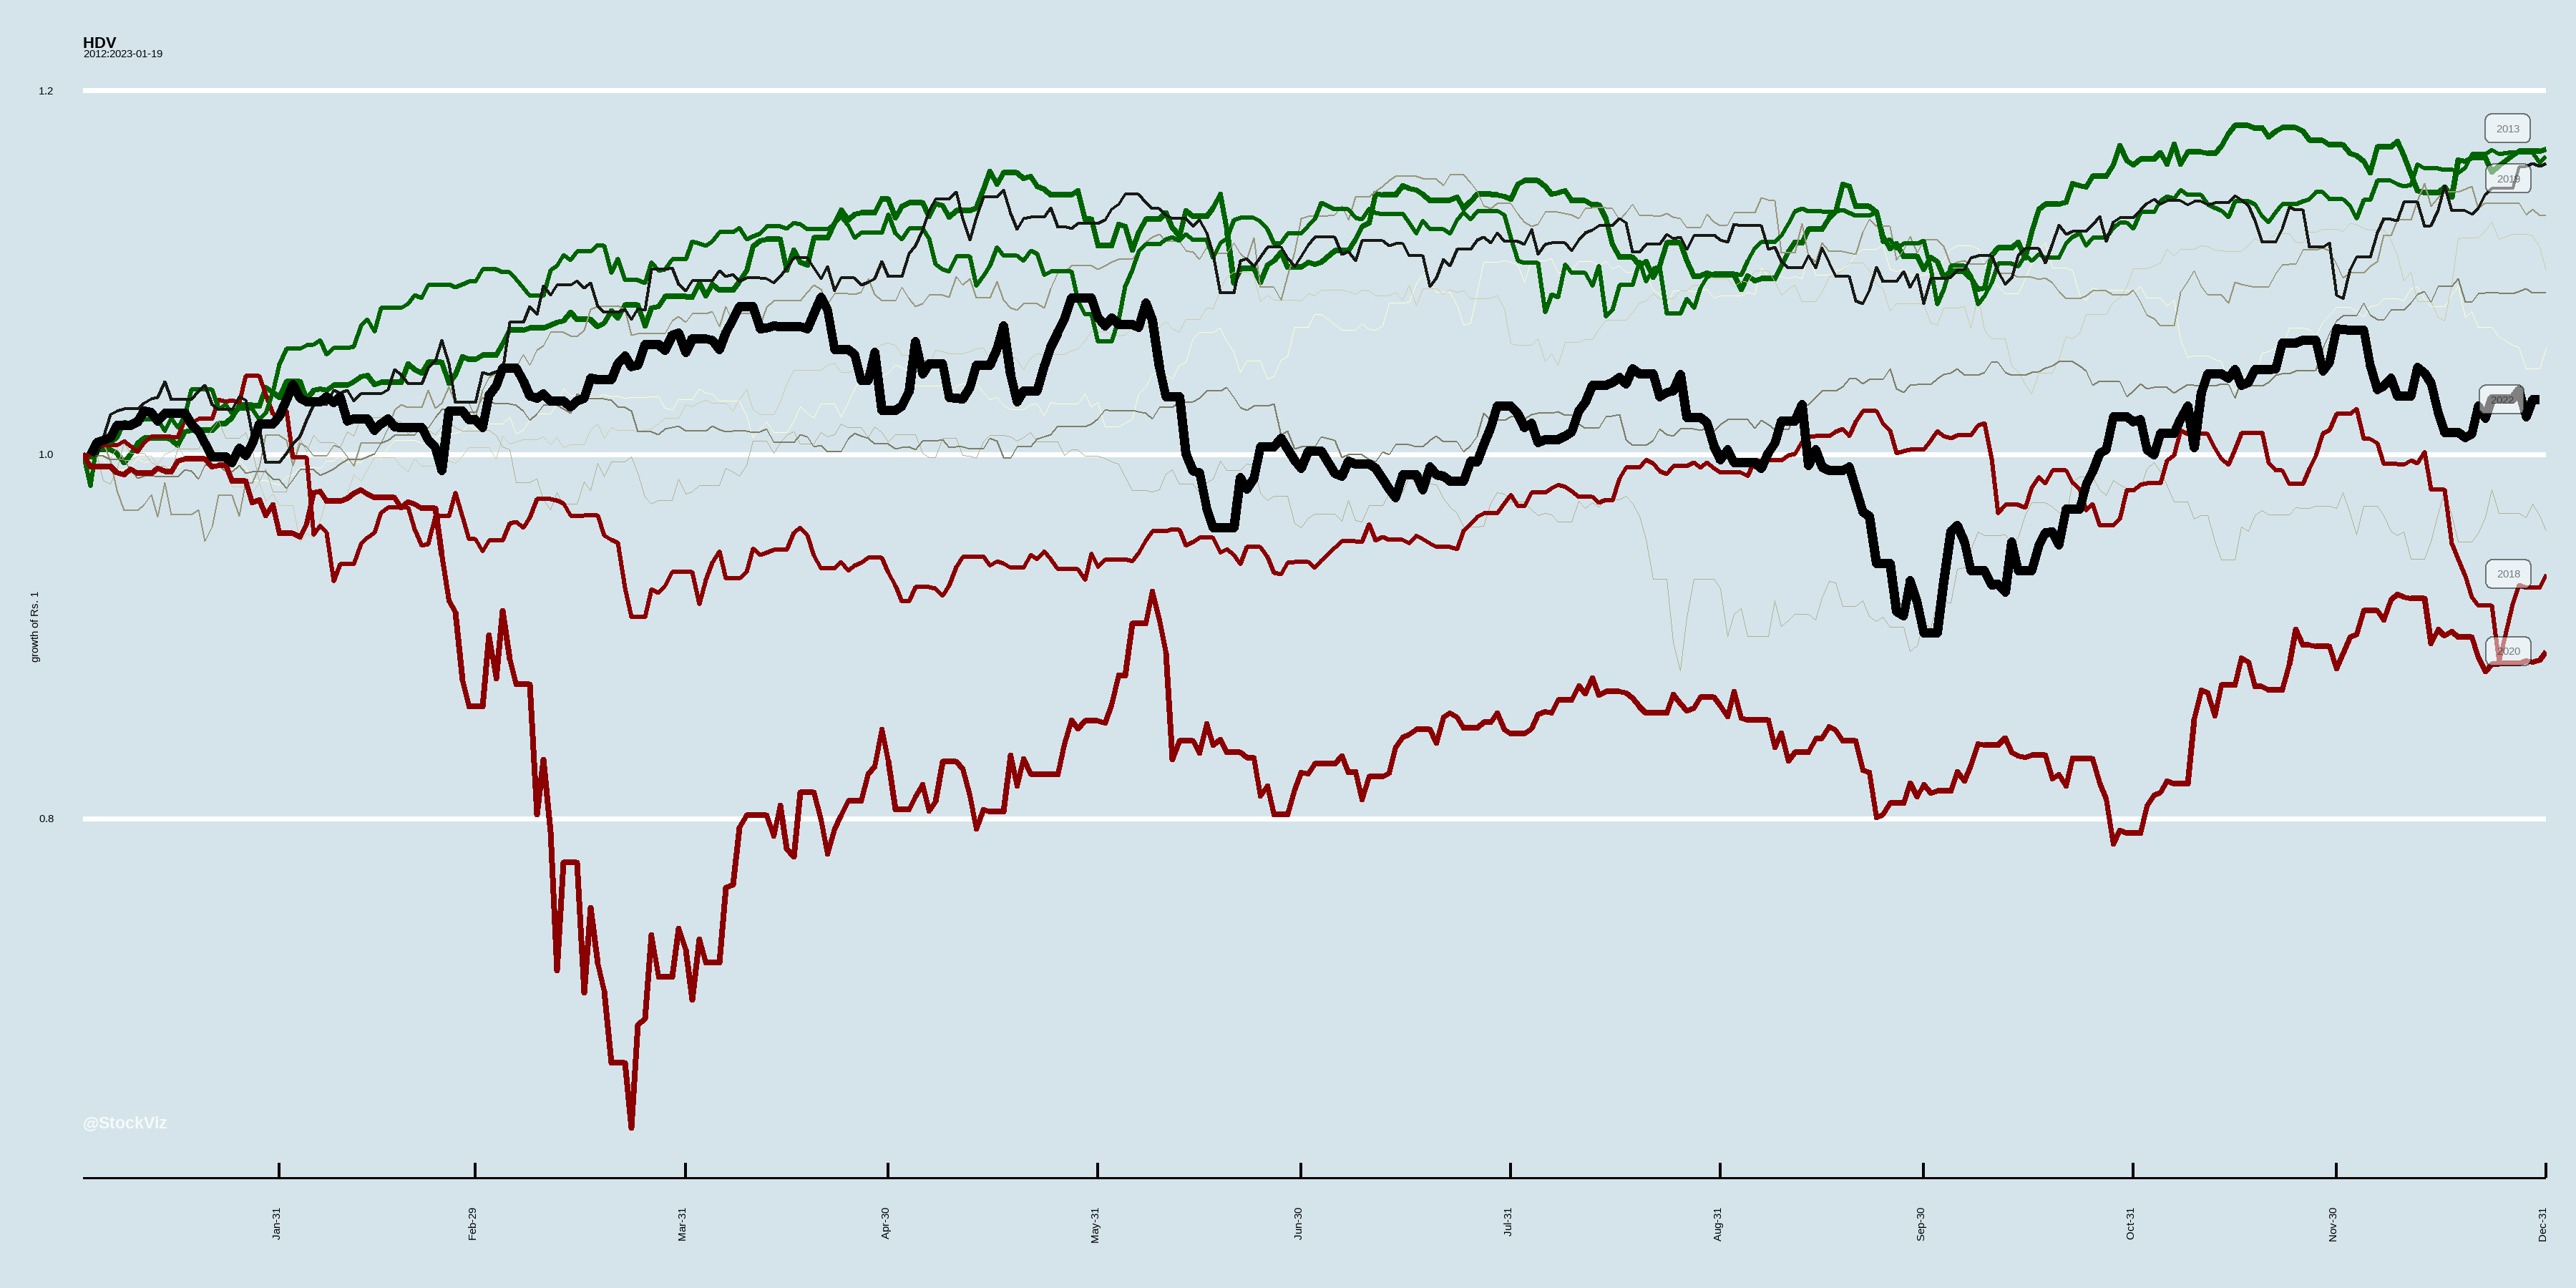 HDV
2012:2023-01-19
1.2
1.0
0.8
growth of Rs. 1
2013
2019
2022
2018
2020
@StockViz
Jan-31
Feb-29
Mar-31
Apr-30
May-31
Jun-30
Jul-31
Aug-31
Sep-30
Oct-31
Nov-30
Dec-31